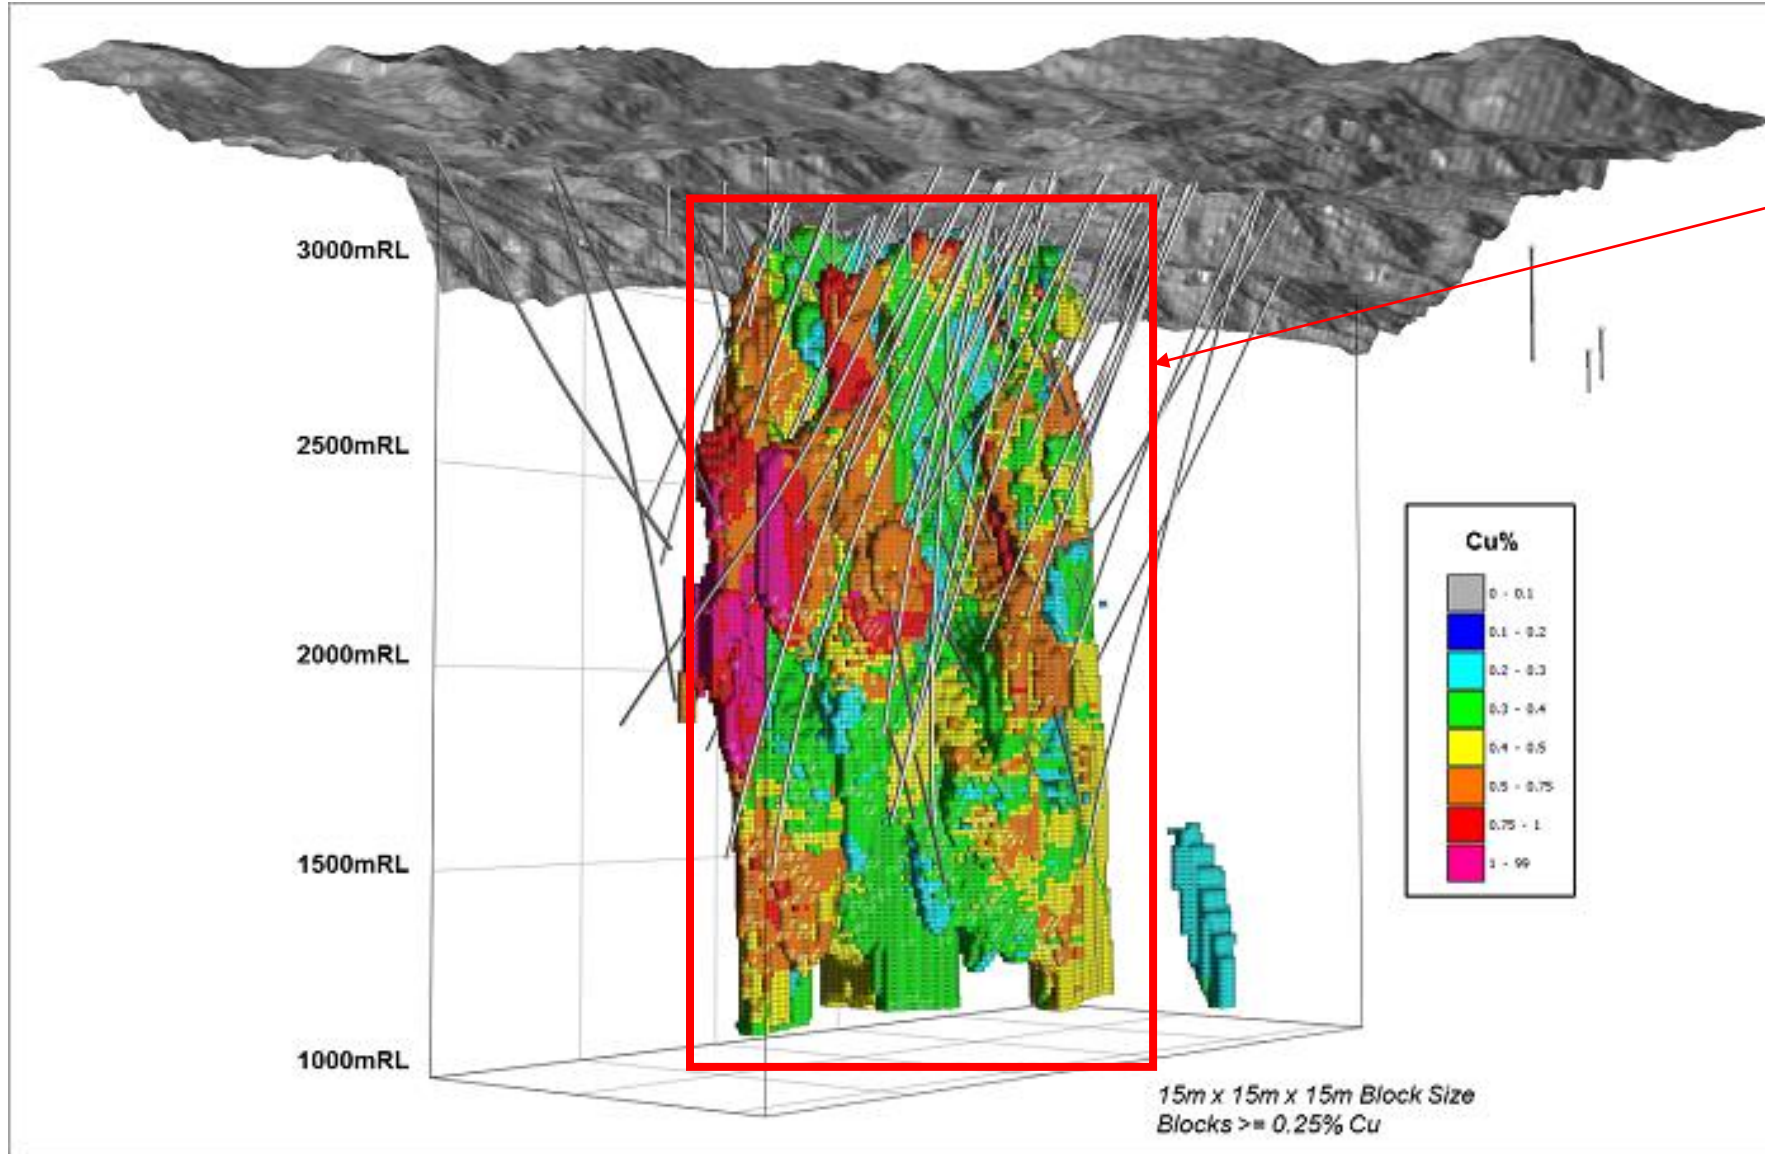 3000mRL
2500mRL
2000mRL
1500mRL
1000mRL
Cu%
0 - 0.1
0.1 - 0.2
0.2 - 0.3
0.3 - 0.4
0.4 - 0.5
0.5 - 0.75
0.75 - 1
1 - 99
15m x 15m x 15m Block Size
Blocks >= 0.25% Cu